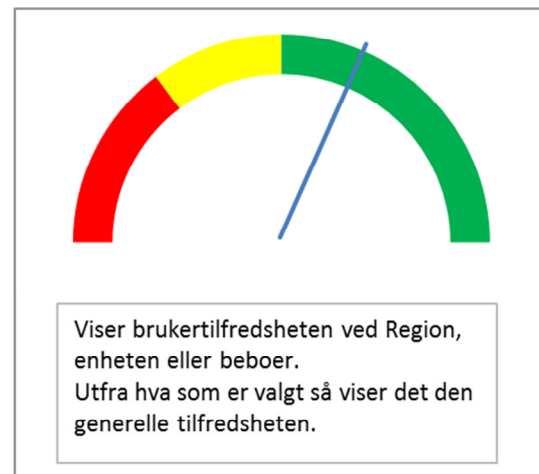 Viser brukertilfredsheten ved Region,
enheten eller beboer.
Utfra hva som er valgt så viser det den
generelle tilfredsheten.